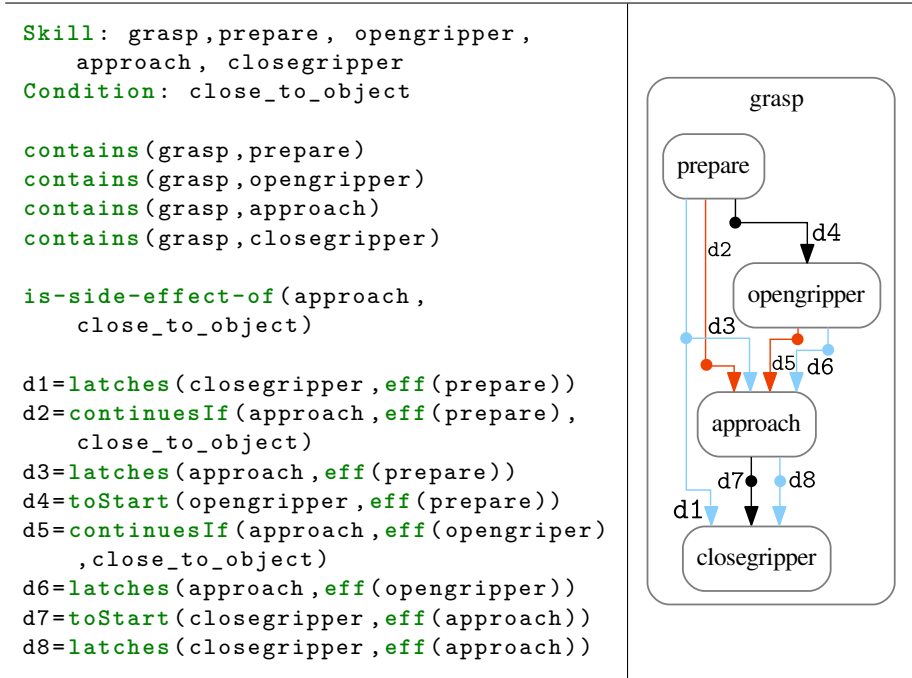 Skill: grasp,prepare, opengripper,
approach, closegripper
Condition: close_to_object
contains(grasp,prepare)
contains(grasp,opengripper)
contains(grasp,approach)
contains(grasp,closegripper)
is-side-effect-of(approach,
close_to_object)
d1=latches(closegripper,eff(prepare))
d2=continuesIf(approach,eff(prepare),
close_to_object)
d3=latches(approach,eff(prepare))
d4=toStart(opengripper,eff(prepare))
d5=continuesIf(approach,eff(opengriper)
,close_to_object)
d6=latches(approach,eff(opengripper))
d7=toStart(closegripper,eff(approach))
d8=latches(closegripper,eff(approach))
grasp
prepare
d2
d4
opengripper
d3
d5
d6
approach
d7
d8
d1
closegripper